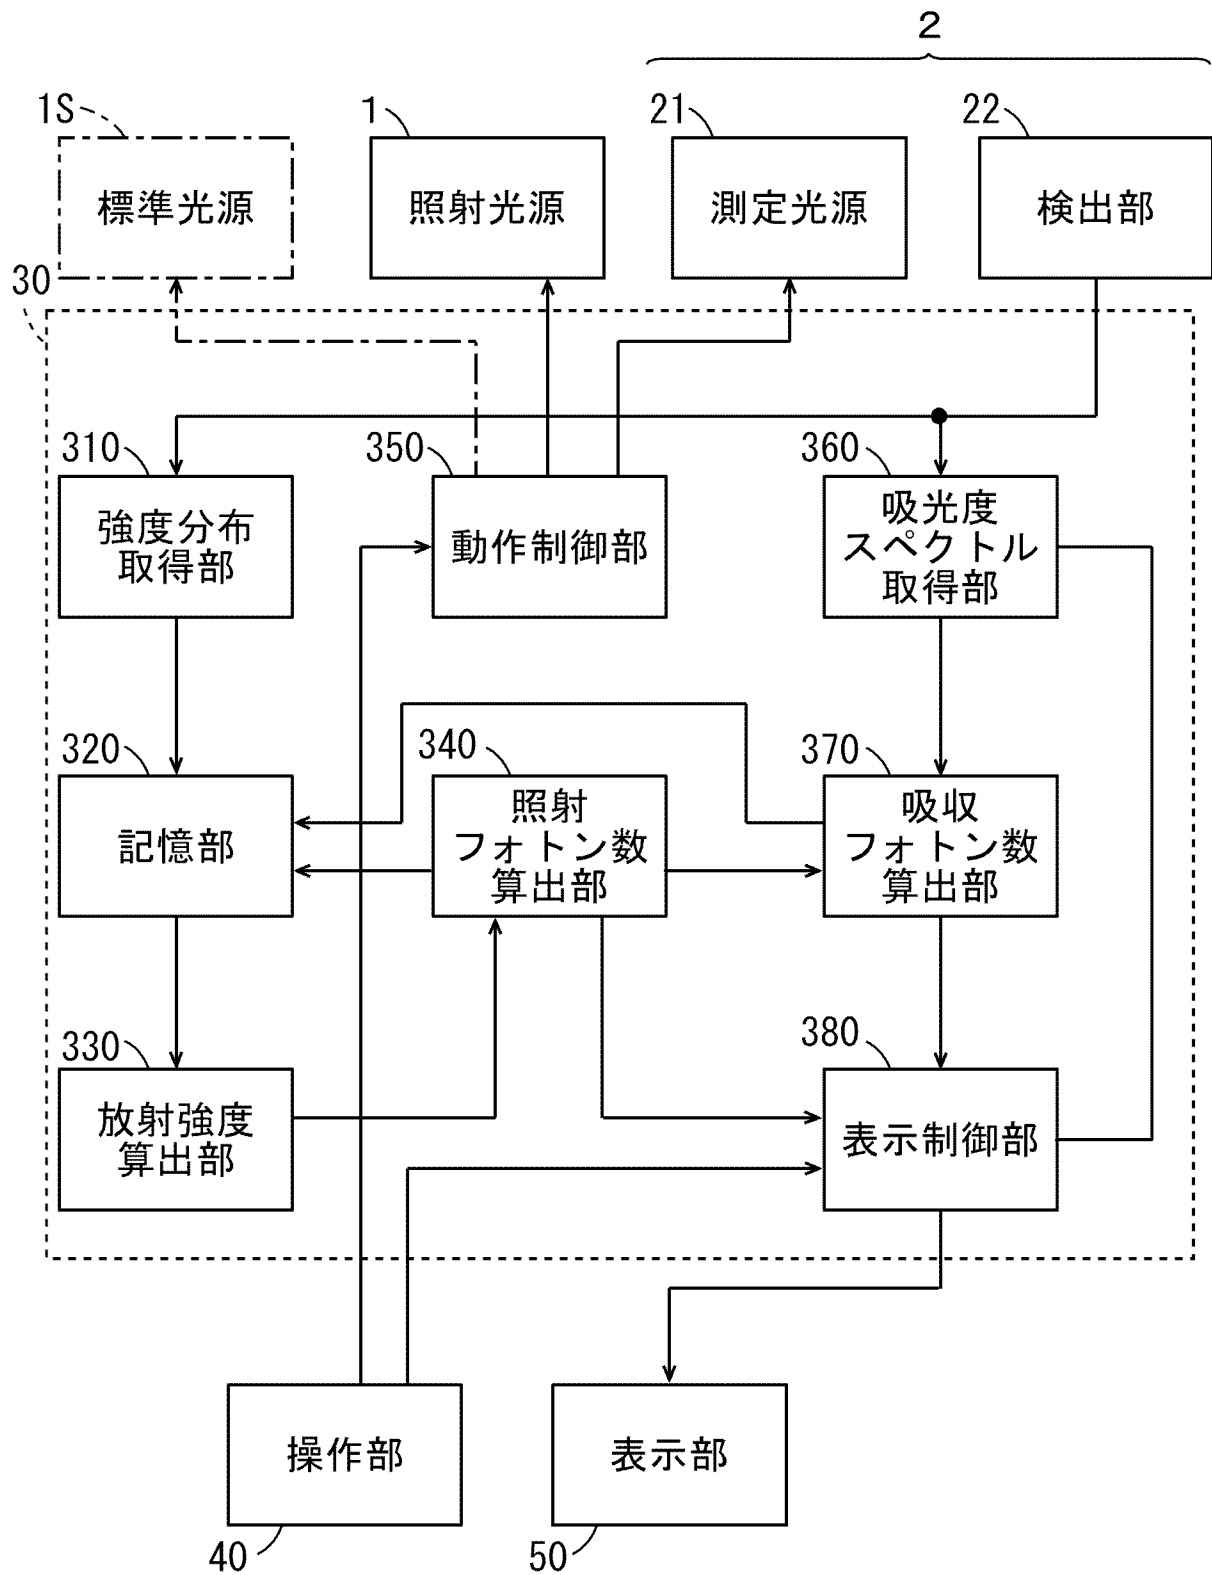 2
1S
1
21
22
標準光源
照射光源
測定光源
検出部
30
310
350
360
強度分布
取得部
動作制御部
吸光度
スペクトル
取得部
320
340
370
記憶部
照射
フォトン数
算出部
吸収
フォトン数
算出部
330
380
放射強度
算出部
表示制御部
操作部
表示部
40
50